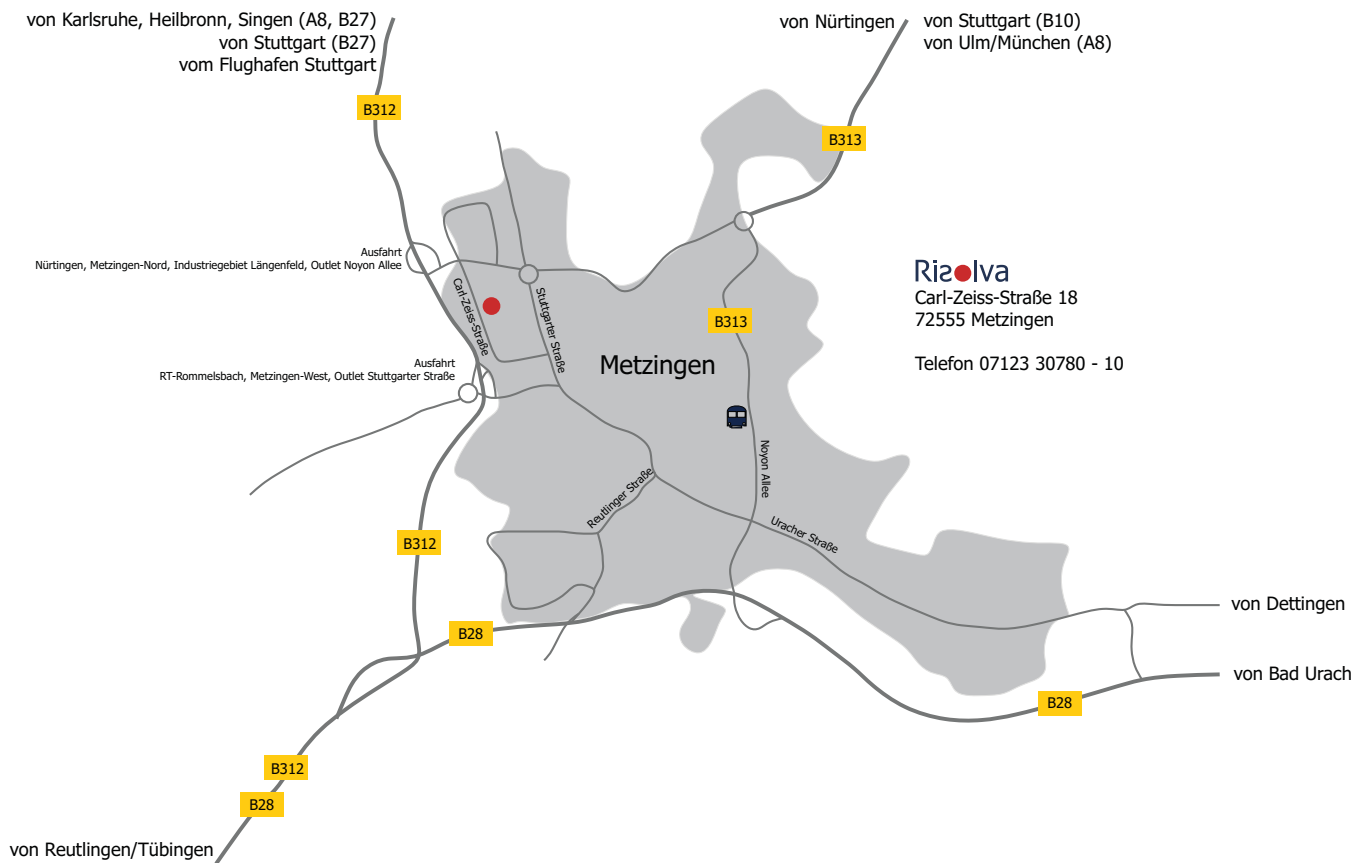 von Karlsruhe, Heilbronn, Singen (A8, B27)
von Stuttgart (B27)
vom Flughafen Stuttgart
von Nürtingen
von Stuttgart (B10)
von Ulm/München (A8)
B312
B313
Ausfahrt
Nürtingen, Metzingen-Nord, Industriegebiet Längenfeld, Outlet Noyon Allee
Carl-Zeiss-Straße
Stuttgarter Straße
B313
Risolva
Carl-Zeiss-Straße 18
72555 Metzingen
Telefon 07123 30780 - 10
Ausfahrt
RT-Rommelsbach, Metzingen-West, Outlet Stuttgarter Straße
Metzingen
Noyon Allee
Reutlinger Straße
Uracher Straße
B312
B28
von Dettingen
von Bad Urach
B28
B312
B28
von Reutlingen/Tübingen